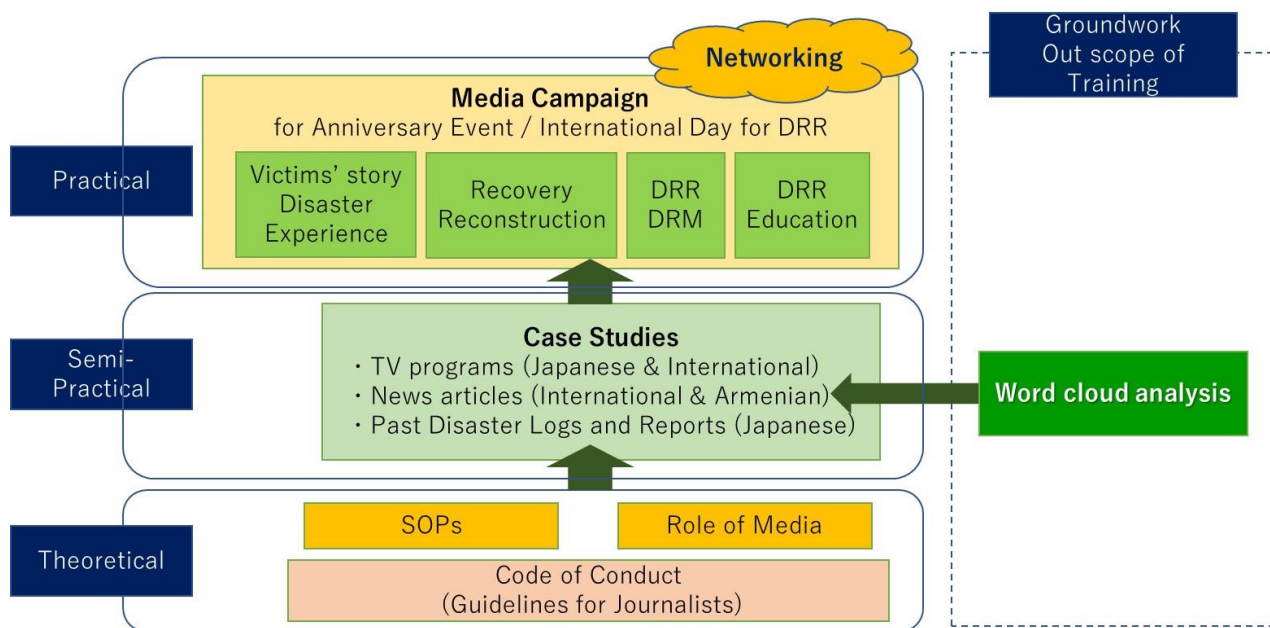 Networking
Groundwork
Out scope of
Training
Media Campaign
for Anniversary Event / International Day for DRR
Practical
Victims’ story
Disaster
Experience
Recovery
Reconstruction
DRR
DRM
DRR
Education
Semi-
Practical
Case Studies
・TV programs (Japanese & International)
・News articles (International & Armenian)
・Past Disaster Logs and Reports (Japanese)
Word cloud analysis
Theoretical
SOPs
Role of Media
Code of Conduct
(Guidelines for Journalists)